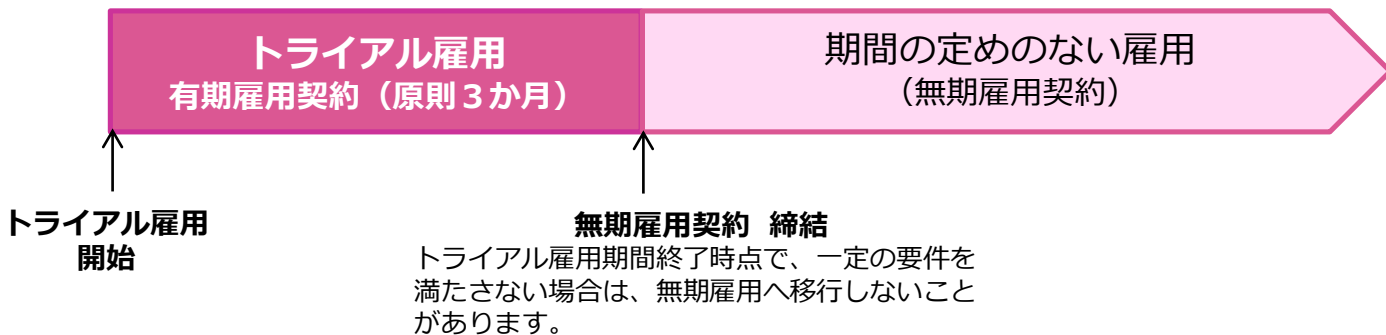 トライアル雇用
有期雇用契約（原則３か月）
期間の定めのない雇用
（無期雇用契約）
トライアル雇用
開始
無期雇用契約 締結
トライアル雇用期間終了時点で、一定の要件を
満たさない場合は、無期雇用へ移行しないこと
があります。